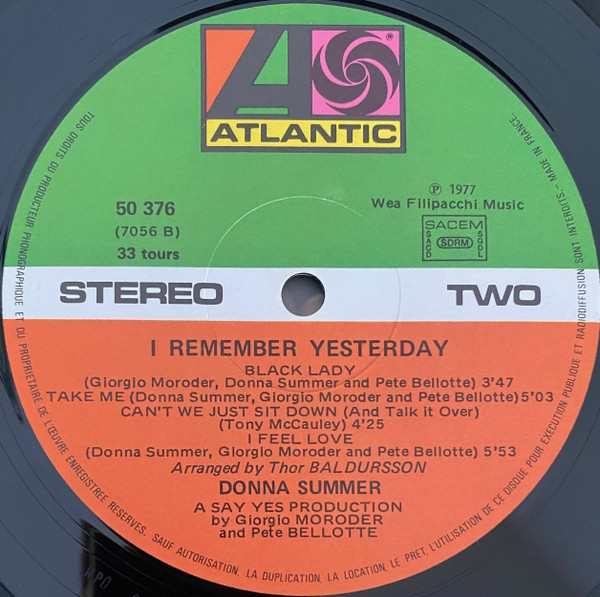 ATLANTIC
50 376
(7056 B)
33 tours
℗ 1977
Wea Filipacchi Music
SACEM
SACD
SDRM
SGDL
STEREO
TWO
I REMEMBER YESTERDAY
BLACK LADY
(Giorgio Moroder, Donna Summer and Pete Bellotte) 3'47
TAKE ME (Donna Summer, Giorgio Moroder and Pete Bellotte) 5'03
CAN'T WE JUST SIT DOWN (And Talk it Over)
(Tony McCauley) 4'25
I FEEL LOVE
(Donna Summer, Giorgio Moroder and Pete Bellotte) 5'53
Arranged by Thor BALDURSSON
DONNA SUMMER
A SAY YES PRODUCTION
by Giorgio MORODER
and Pete BELLOTTE
TOUS DROITS DU PRODUCTEUR PHONOGRAPHIQUE ET DU PROPRIETAIRE DE L'ŒUVRE ENREGISTREE RESERVES. SAUF AUTORISATION, LA DUPLICATION, LA LOCATION, LE PRET, L'UTILISATION DE CE DISQUE POUR EXECUTION PUBLIQUE ET RADIODIFFUSION SONT INTERDITS. - MADE IN FRANCE.